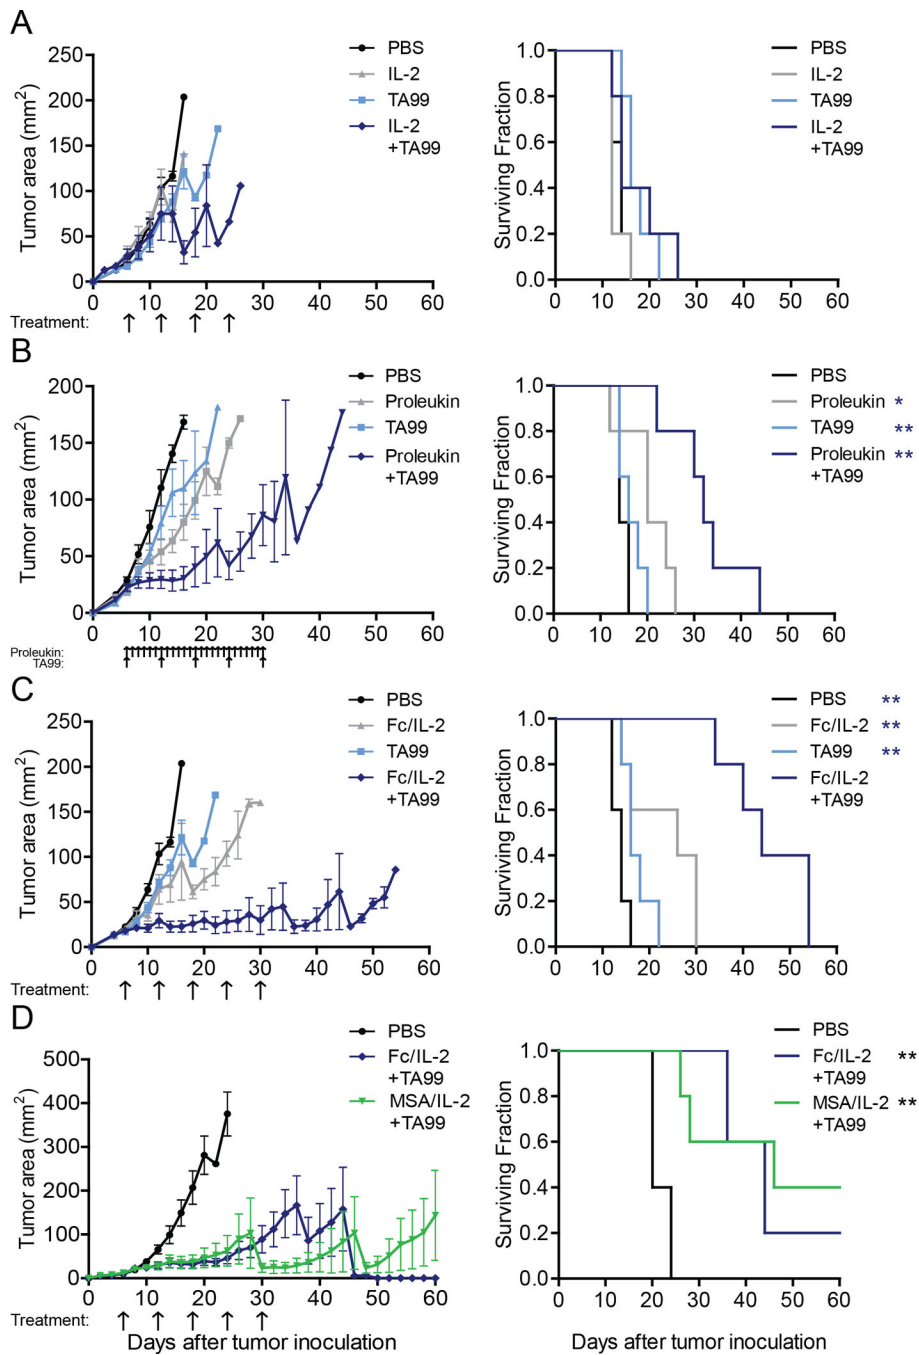 A
Tumor area (mm2)
250
200
150
100
50
0
0 10 20 30 40 50 60
PBS
IL-2
TA99
IL-2
+TA99
Treatment:
↑ ↑ ↑ ↑
Surviving Fraction
1.0
0.8
0.6
0.4
0.2
0.0
0 10 20 30 40 50 60
PBS
IL-2
TA99
IL-2
+TA99
B
Tumor area (mm2)
200
150
100
50
0
0 10 20 30 40 50 60
PBS
Proleukin
TA99
Proleukin
+TA99
Proleukin:
TA99:
Surviving Fraction
1.0
0.8
0.6
0.4
0.2
0.0
0 10 20 30 40 50 60
PBS
Proleukin *
TA99 **
Proleukin **
+TA99
C
Tumor area (mm2)
250
200
150
100
50
0
0 10 20 30 40 50 60
PBS
Fc/IL-2
TA99
Fc/IL-2
+TA99
Treatment:
↑ ↑ ↑ ↑ ↑
Surviving Fraction
1.0
0.8
0.6
0.4
0.2
0.0
0 10 20 30 40 50 60
PBS **
Fc/IL-2 **
TA99 **
Fc/IL-2
+TA99
D
Tumor area (mm2)
500
400
300
200
100
0
0 10 20 30 40 50 60
PBS
Fc/IL-2
+TA99
MSA/IL-2
+TA99
Treatment:
↑ ↑ ↑ ↑ ↑
Days after tumor inoculation
Surviving Fraction
1.0
0.8
0.6
0.4
0.2
0.0
0 10 20 30 40 50 60
PBS
Fc/IL-2 **
+TA99
MSA/IL-2 **
+TA99
Days after tumor inoculation